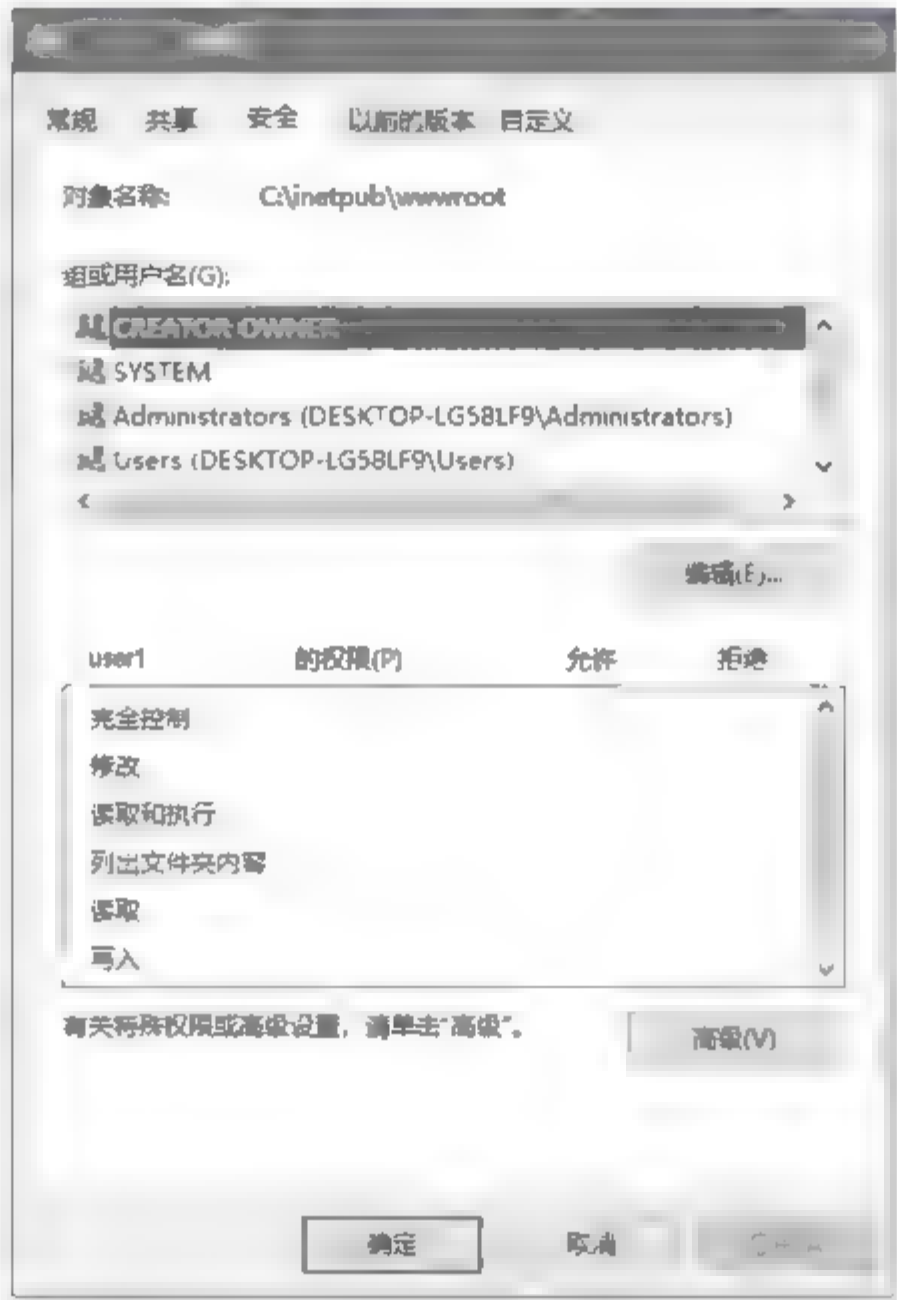 常规 共享 安全 以前的版本 自定义
对象名称: C:\inetpub\wwwroot
组或用户名(G):
CREATOR OWNER
SYSTEM
Administrators (DESKTOP-LG58LF9\Administrators)
Users (DESKTOP-LG58LF9\Users)
编辑(E)...
user1 的权限(P) 允许 拒绝
完全控制
修改
读取和执行
列出文件夹内容
读取
写入
有关特殊权限或高级设置，请单击"高级"。
高级(V)
确定 取消